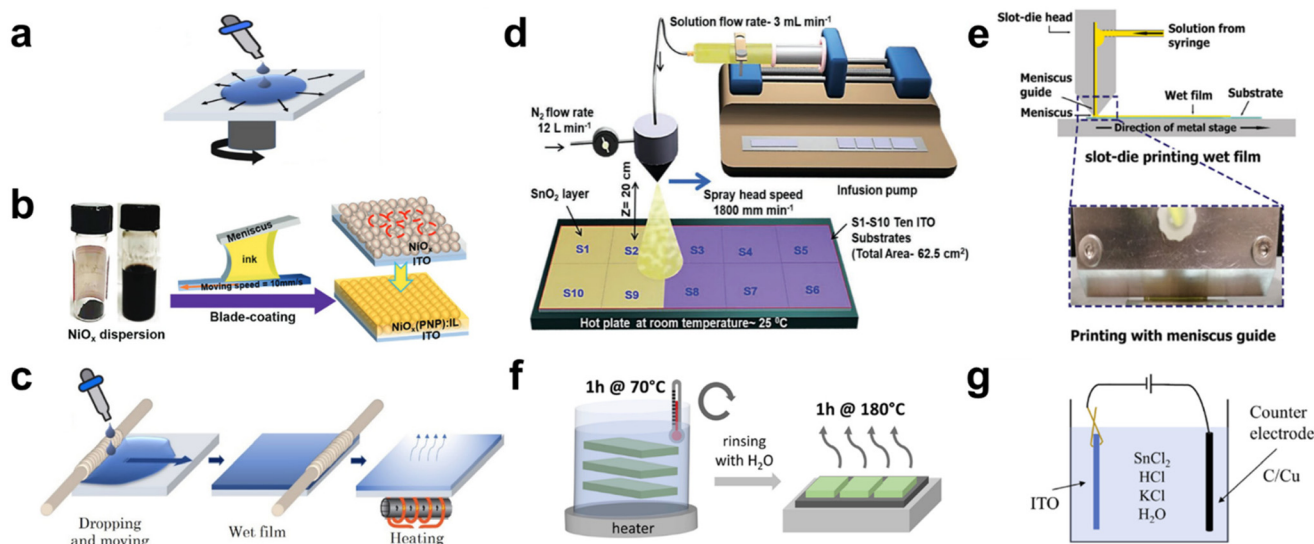 a
b
Meniscus
ink
Moving speed = 10mm/s
Blade-coating
NiOx dispersion
NiOx
ITO
NiOx(PNP):IL
ITO
c
Dropping
and moving
Wet film
Heating
d
Solution flow rate- 3 mL min⁻¹
N₂ flow rate
12 L min⁻¹
Z= 20 cm
SnO₂ layer
Spray head speed
1800 mm min⁻¹
Infusion pump
S1-S10 Ten ITO
Substrates
(Total Area- 62.5 cm²)
S1 S2 S3 S4 S5
S10 S9 S8 S7 S6
Hot plate at room temperature~ 25 ⁰C
e
Slot-die head
Solution from
syringe
Meniscus
guide
Meniscus
Wet film
Substrate
Direction of metal stage
slot-die printing wet film
Printing with meniscus guide
f
1h @ 70°C
heater
rinsing
with H₂O
1h @ 180°C
g
ITO
SnCl₂
HCl
KCl
H₂O
Counter
electrode
C/Cu